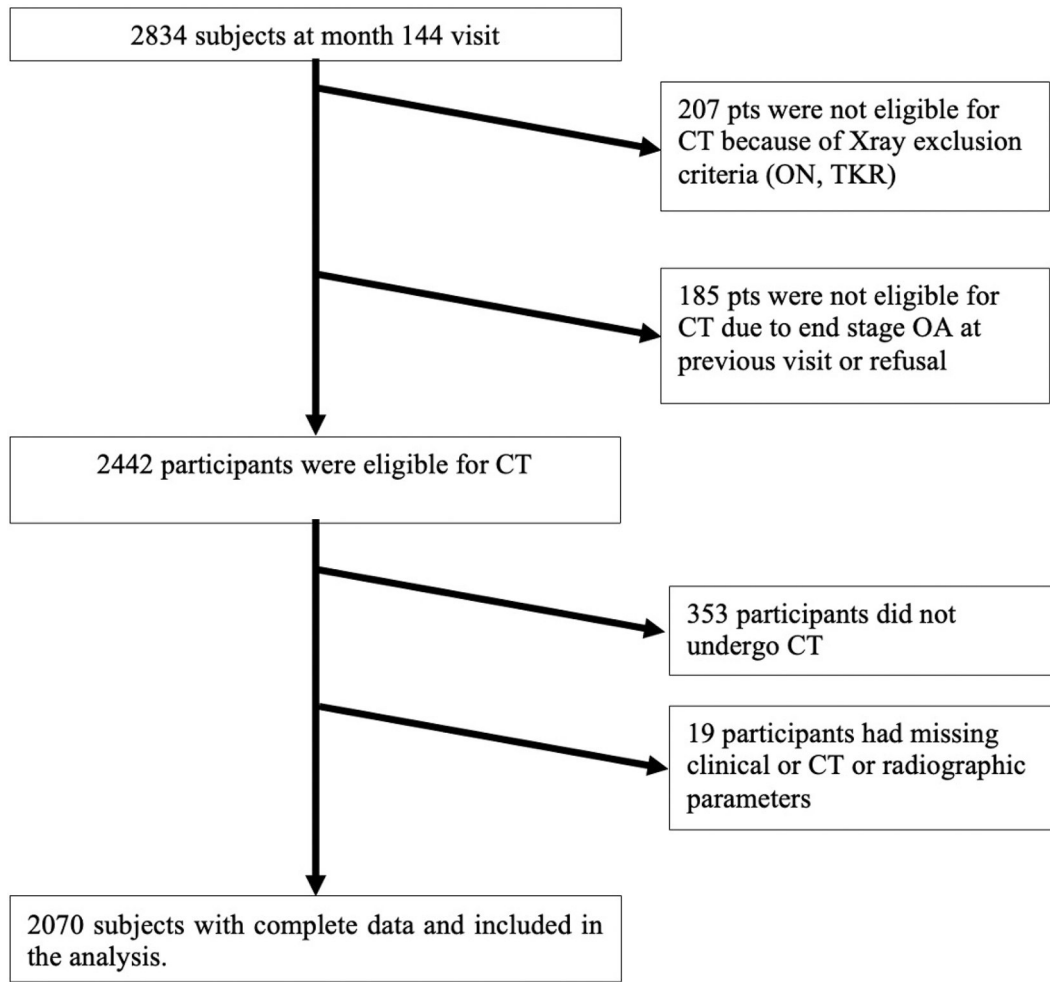 2834 subjects at month 144 visit
207 pts were not eligible for
CT because of Xray exclusion
criteria (ON, TKR)
185 pts were not eligible for
CT due to end stage OA at
previous visit or refusal
2442 participants were eligible for CT
353 participants did not
undergo CT
19 participants had missing
clinical or CT or radiographic
parameters
2070 subjects with complete data and included in
the analysis.